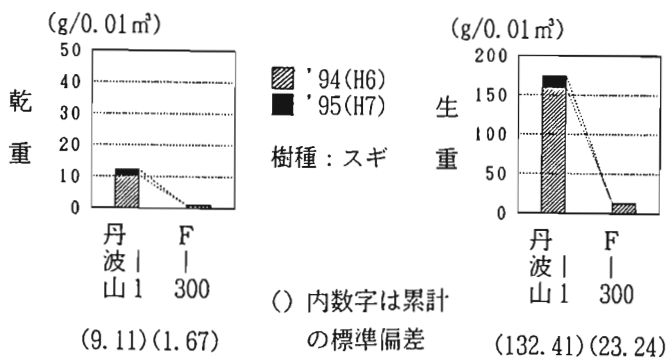 (g/0.01㎡)
50
40
30
20
10
0
乾重
丹波山|1
F|300
(9.11)(1.67)
'94(H6)
'95(H7)
樹種:スギ
() 内数字は累計
の標準偏差
(g/0.01㎡)
200
150
100
50
0
生重
丹波山|1
F|300
(132.41)(23.24)